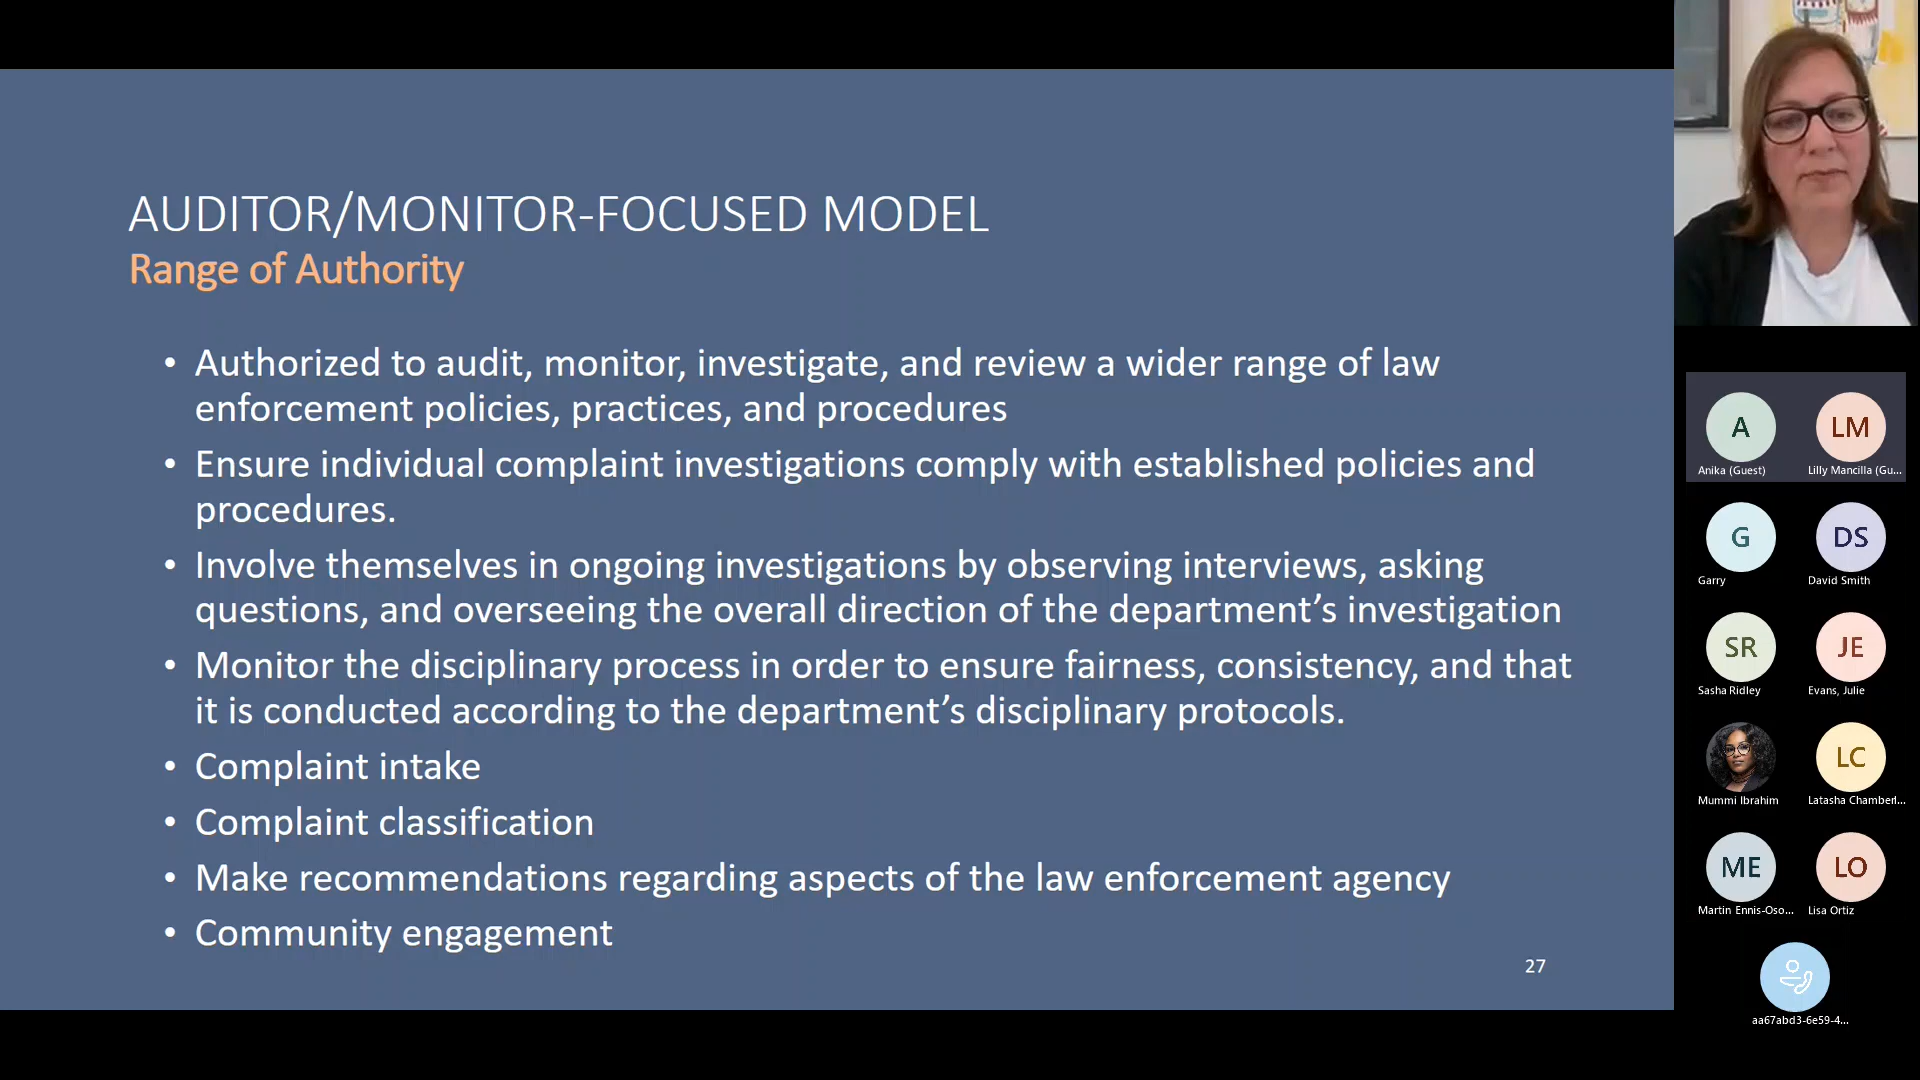 AUDITOR/MONITOR-FOCUSED MODEL
Range of Authority
• Authorized to audit, monitor, investigate, and review a wider range of law
enforcement policies, practices, and procedures
• Ensure individual complaint investigations comply with established policies and
procedures.
• Involve themselves in ongoing investigations by observing interviews, asking
questions, and overseeing the overall direction of the department’s investigation
• Monitor the disciplinary process in order to ensure fairness, consistency, and that
it is conducted according to the department’s disciplinary protocols.
• Complaint intake
• Complaint classification
• Make recommendations regarding aspects of the law enforcement agency
• Community engagement
27
A
LM
Anika (Guest)
Lilly Mancilla (Gu...
G
DS
Garry
David Smith
SR
JE
Sasha Ridley
Evans, Julie
LC
Mummi Ibrahim
Latasha Chamberl...
ME
LO
Martin Ennis-Oso...
Lisa Ortiz
aa67abd3-6e59-4...